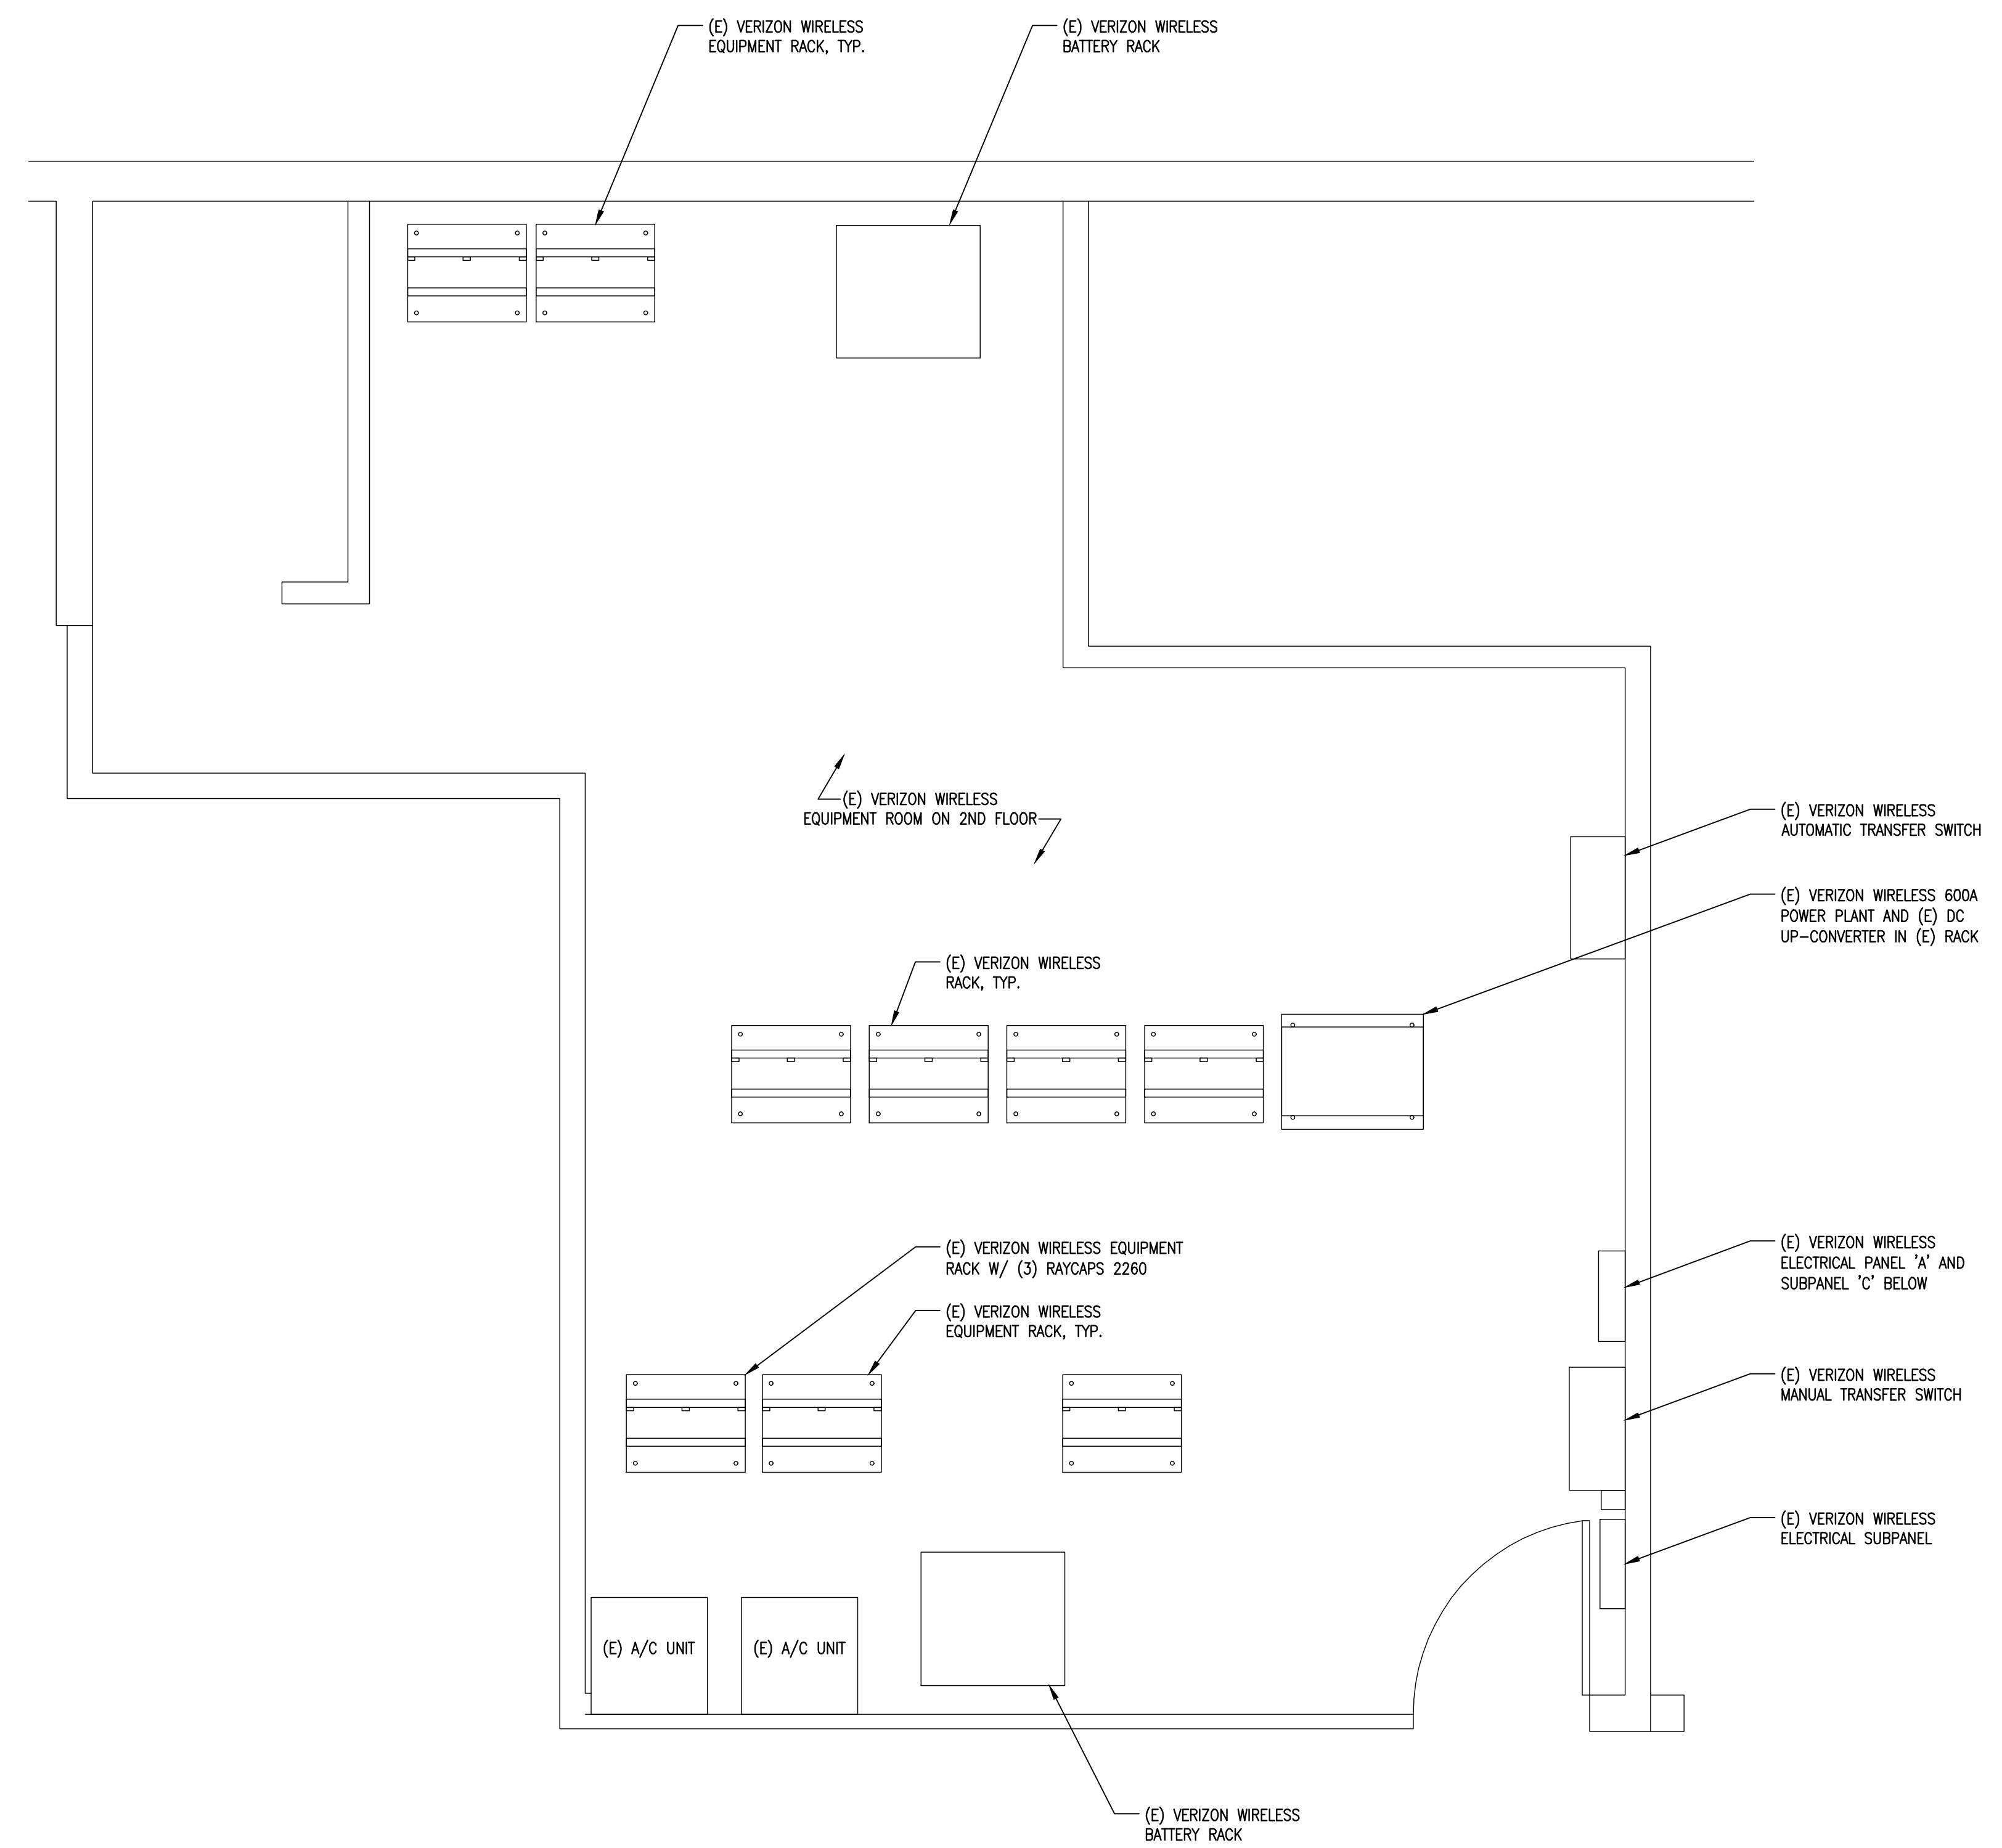 (E) VERIZON WIRELESS
EQUIPMENT RACK, TYP.
(E) VERIZON WIRELESS
BATTERY RACK
(E) VERIZON WIRELESS
EQUIPMENT ROOM ON 2ND FLOOR
(E) VERIZON WIRELESS
AUTOMATIC TRANSFER SWITCH
(E) VERIZON WIRELESS 600A
POWER PLANT AND (E) DC
UP-CONVERTER IN (E) RACK
(E) VERIZON WIRELESS
RACK, TYP.
(E) VERIZON WIRELESS EQUIPMENT
RACK W/ (3) RAYCAPS 2260
(E) VERIZON WIRELESS
EQUIPMENT RACK, TYP.
(E) VERIZON WIRELESS
ELECTRICAL PANEL 'A' AND
SUBPANEL 'C' BELOW
(E) VERIZON WIRELESS
MANUAL TRANSFER SWITCH
(E) VERIZON WIRELESS
ELECTRICAL SUBPANEL
(E) A/C UNIT
(E) A/C UNIT
(E) VERIZON WIRELESS
BATTERY RACK